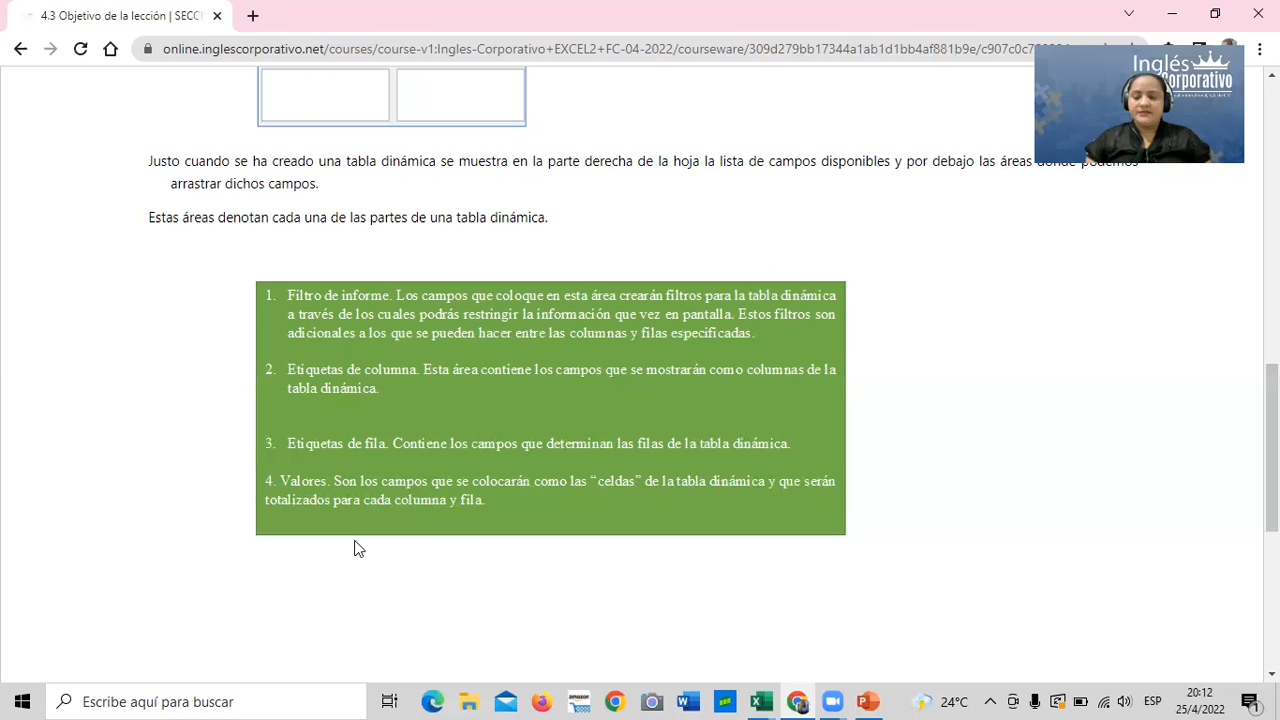 4.3 Objetivo de la lección | SECCI
online.inglescorporativo.net/courses/course-v1:Ingles-Corporativo+EXCEL2+FC-04-2022/courseware/309d279bb17344a1ab1d1bb4af881b9e/c907c0c7
Inglés
Corporativo
Justo cuando se ha creado una tabla dinámica se muestra en la parte derecha de la hoja la lista de campos disponibles y por debajo las áreas donde podemos
arrastrar dichos campos.
Estas áreas denotan cada una de las partes de una tabla dinámica.
1. Filtro de informe. Los campos que coloque en esta área crearán filtros para la tabla dinámica
a través de los cuales podrás restringir la información que vez en pantalla. Estos filtros son
adicionales a los que se pueden hacer entre las columnas y filas especificadas.
2. Etiquetas de columna. Esta área contiene los campos que se mostrarán como columnas de la
tabla dinámica.
3. Etiquetas de fila. Contiene los campos que determinan las filas de la tabla dinámica.
4. Valores. Son los campos que se colocarán como las “celdas” de la tabla dinámica y que serán
totalizados para cada columna y fila.
Escribe aquí para buscar
24°C
ESP
20:12
25/4/2022